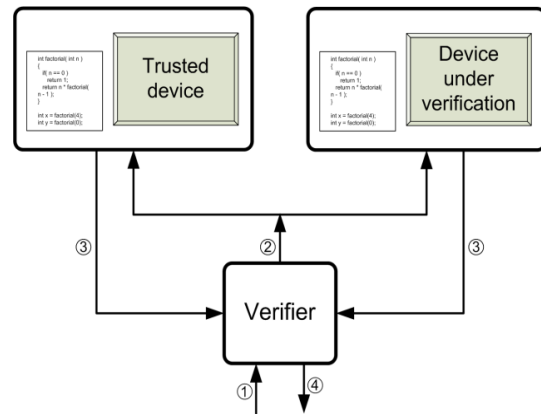 int factorial( int n )
{
if( n == 0 )
return 1;
return n * factorial(
n - 1 );
}
int x = factorial(4);
int y = factorial(0);
Trusted
device
int factorial( int n )
{
if( n == 0 )
return 1;
return n * factorial(
n - 1 );
}
int x = factorial(4);
int y = factorial(0);
Device
under
verification
③
②
③
Verifier
①
④